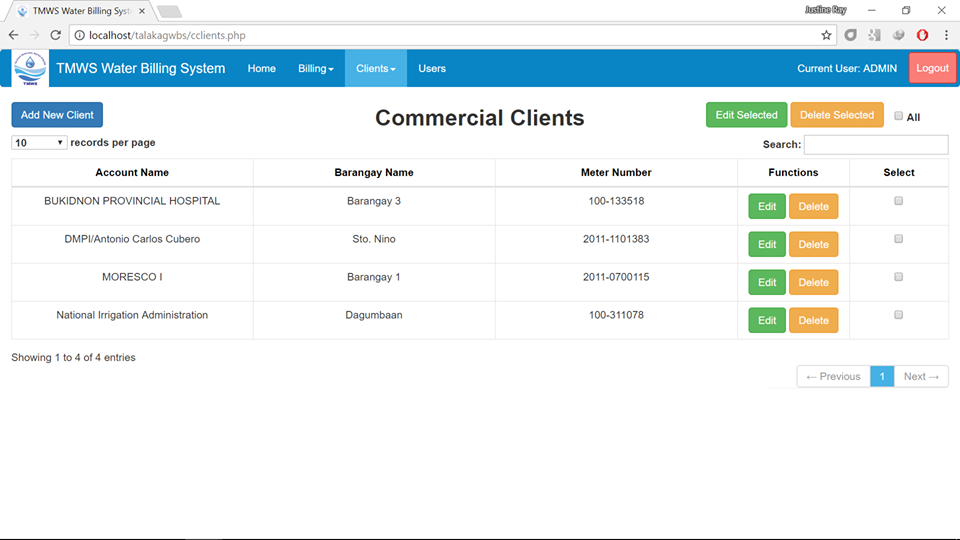 TMWS Water Billing Syst
Justine Ray
localhost/talakagwbs/cclients.php
TMWS
TMWS Water Billing System Home Billing Clients Users Current User: ADMIN Logout
Add New Client Commercial Clients Edit Selected Delete Selected All
10 records per page Search:
Account Name Barangay Name Meter Number Functions Select
BUKIDNON PROVINCIAL HOSPITAL Barangay 3 100-133518 Edit Delete
DMPI/Antonio Carlos Cubero Sto. Nino 2011-1101383 Edit Delete
MORESCO I Barangay 1 2011-0700115 Edit Delete
National Irrigation Administration Dagumbaan 100-311078 Edit Delete
Showing 1 to 4 of 4 entries
← Previous 1 Next →